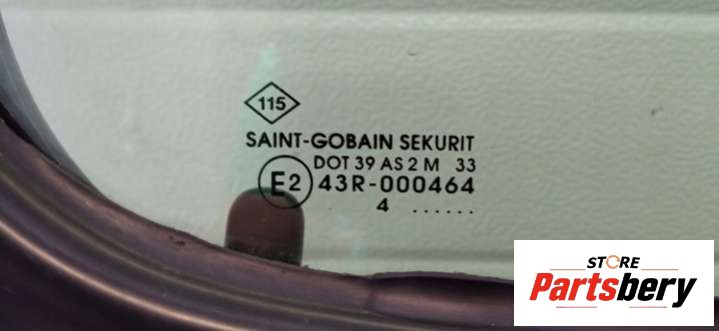 115
SAINT-GOBAIN SEKURIT
DOT 39 AS 2 M 33
E2 43R-000464
4 ......
STORE
Partsbery